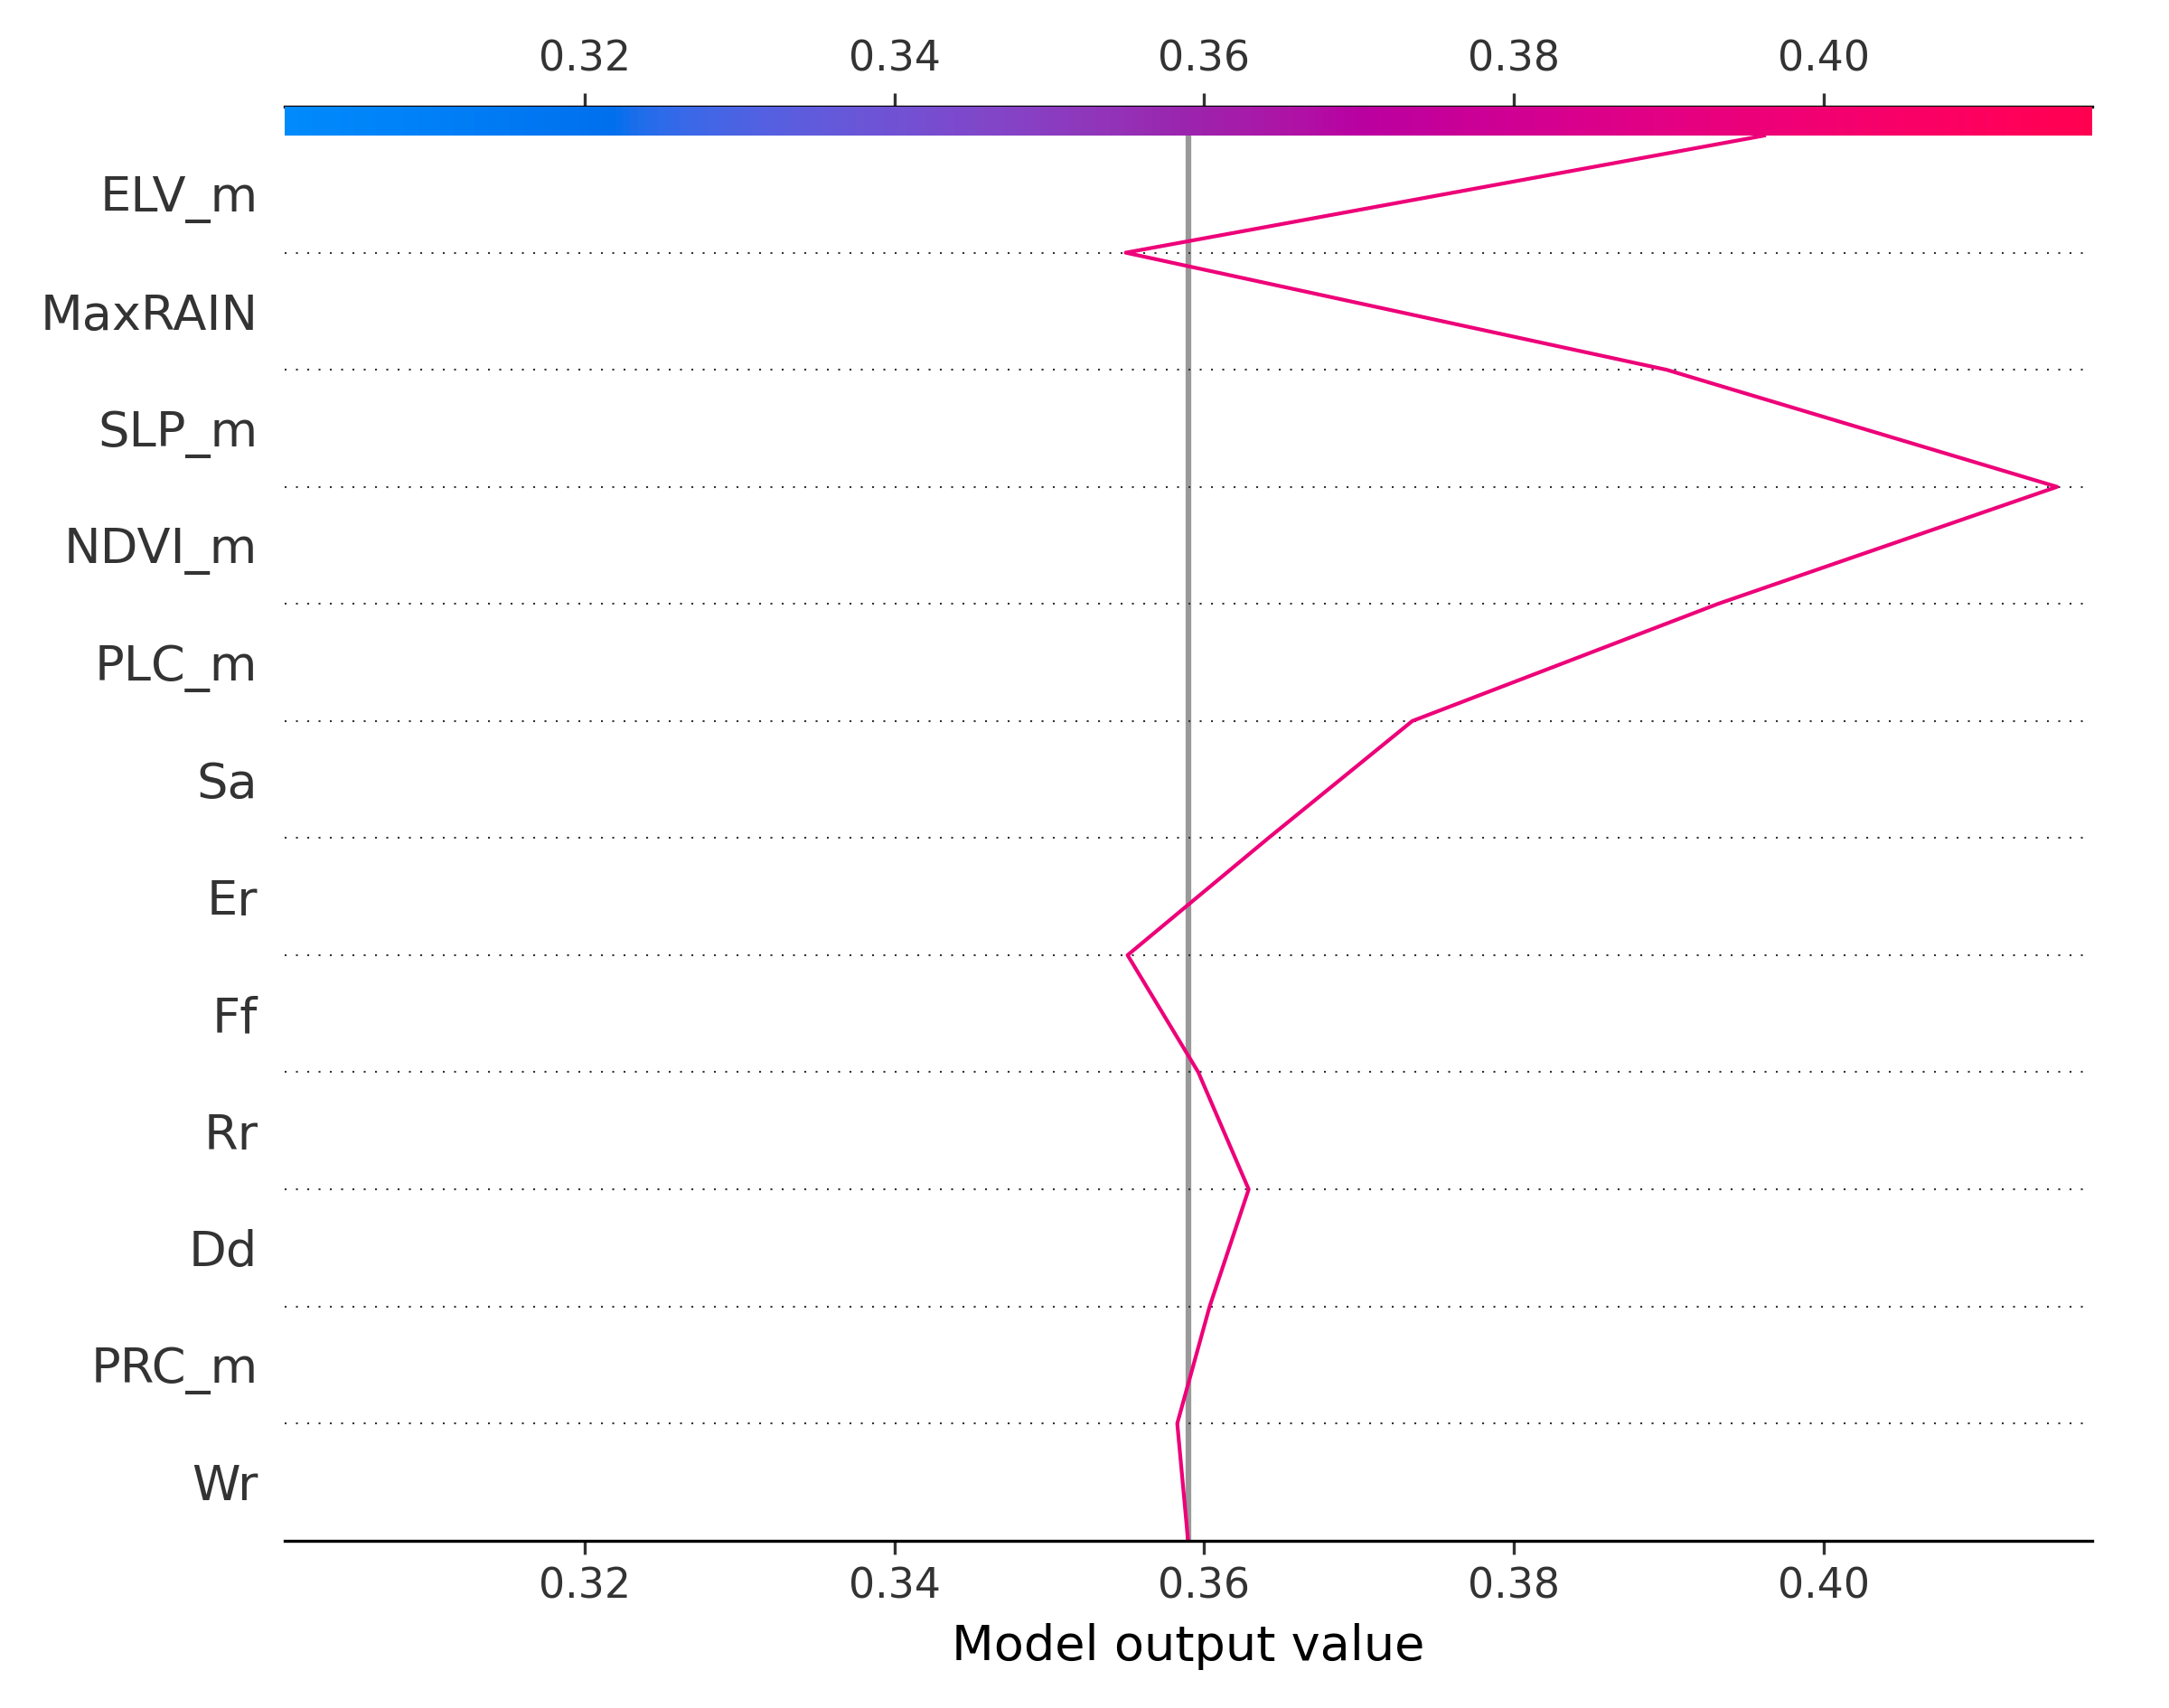 0.32 0.34 0.36 0.38 0.40
ELV_m
MaxRAIN
SLP_m
NDVI_m
PLC_m
Sa
Er
Ff
Rr
Dd
PRC_m
Wr
0.32 0.34 0.36 0.38 0.40
Model output value